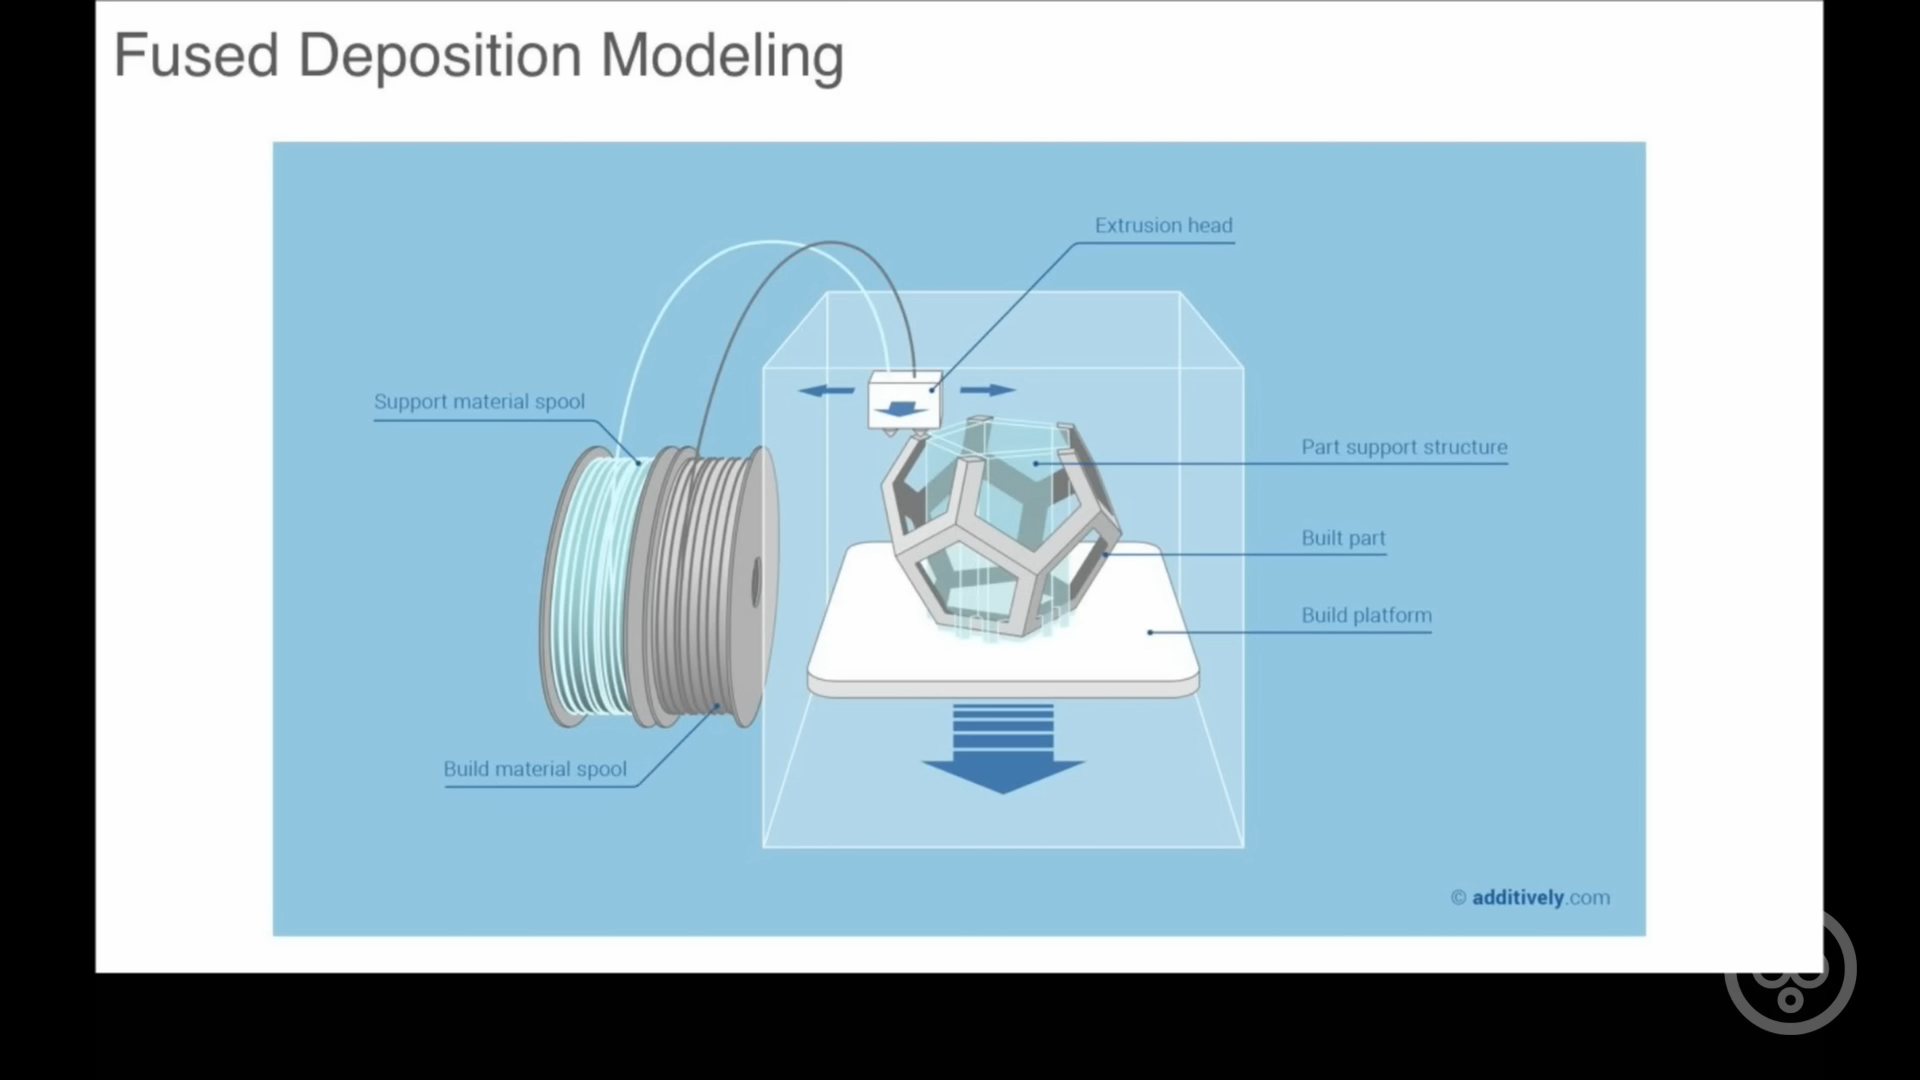 Fused Deposition Modeling
Extrusion head
Support material spool
Part support structure
Built part
Build platform
Build material spool
© additively.com